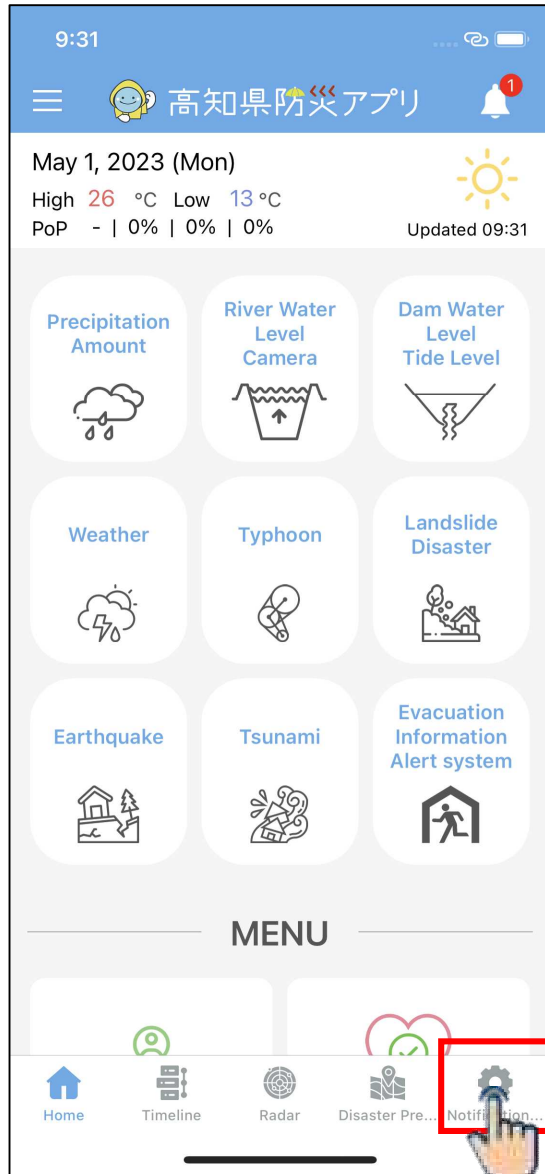 9:31
高知県防災アプリ
1
May 1, 2023 (Mon)
High 26 °C Low 13 °C
PoP - | 0% | 0% | 0%
Updated 09:31
Precipitation
Amount
River Water
Level
Camera
Dam Water
Level
Tide Level
Weather
Typhoon
Landslide
Disaster
Earthquake
Tsunami
Evacuation
Information
Alert system
MENU
Home
Timeline
Radar
Disaster Pre...